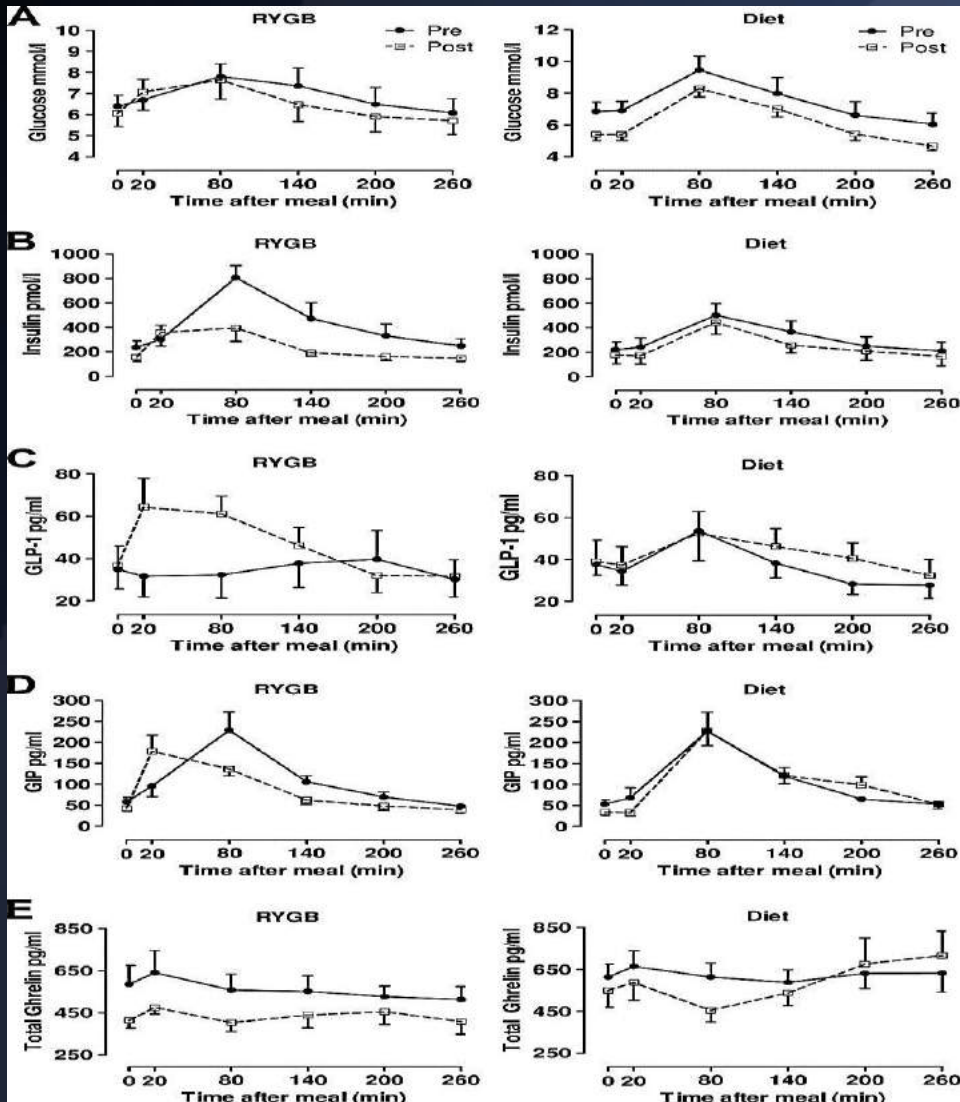 A
RYGB
Glucose mmol/l
10
9
8
7
6
5
4
Pre
Post
0 20 80 140 200 260
Time after meal (min)
Diet
Glucose mmol/l
12
10
8
6
4
Pre
Post
0 20 80 140 200 260
Time after meal (min)
B
RYGB
Insulin pmol/l
1000
800
600
400
200
0
0 20 80 140 200 260
Time after meal (min)
Diet
Insulin pmol/l
1000
800
600
400
200
0
0 20 80 140 200 260
Time after meal (min)
C
RYGB
GLP-1 pg/ml
80
60
40
20
0 20 80 140 200 260
Time after meal (min)
Diet
GLP-1 pg/ml
80
60
40
20
0 20 80 140 200 260
Time after meal (min)
D
RYGB
GIP pg/ml
300
250
200
150
100
50
0
0 20 80 140 200 260
Time after meal (min)
Diet
GIP pg/ml
300
250
200
150
100
50
0
0 20 80 140 200 260
Time after meal (min)
E
RYGB
Total Ghrelin pg/ml
850
650
450
250
0 20 80 140 200 260
Time after meal (min)
Diet
Total Ghrelin pg/ml
850
650
450
250
0 20 80 140 200 260
Time after meal (min)